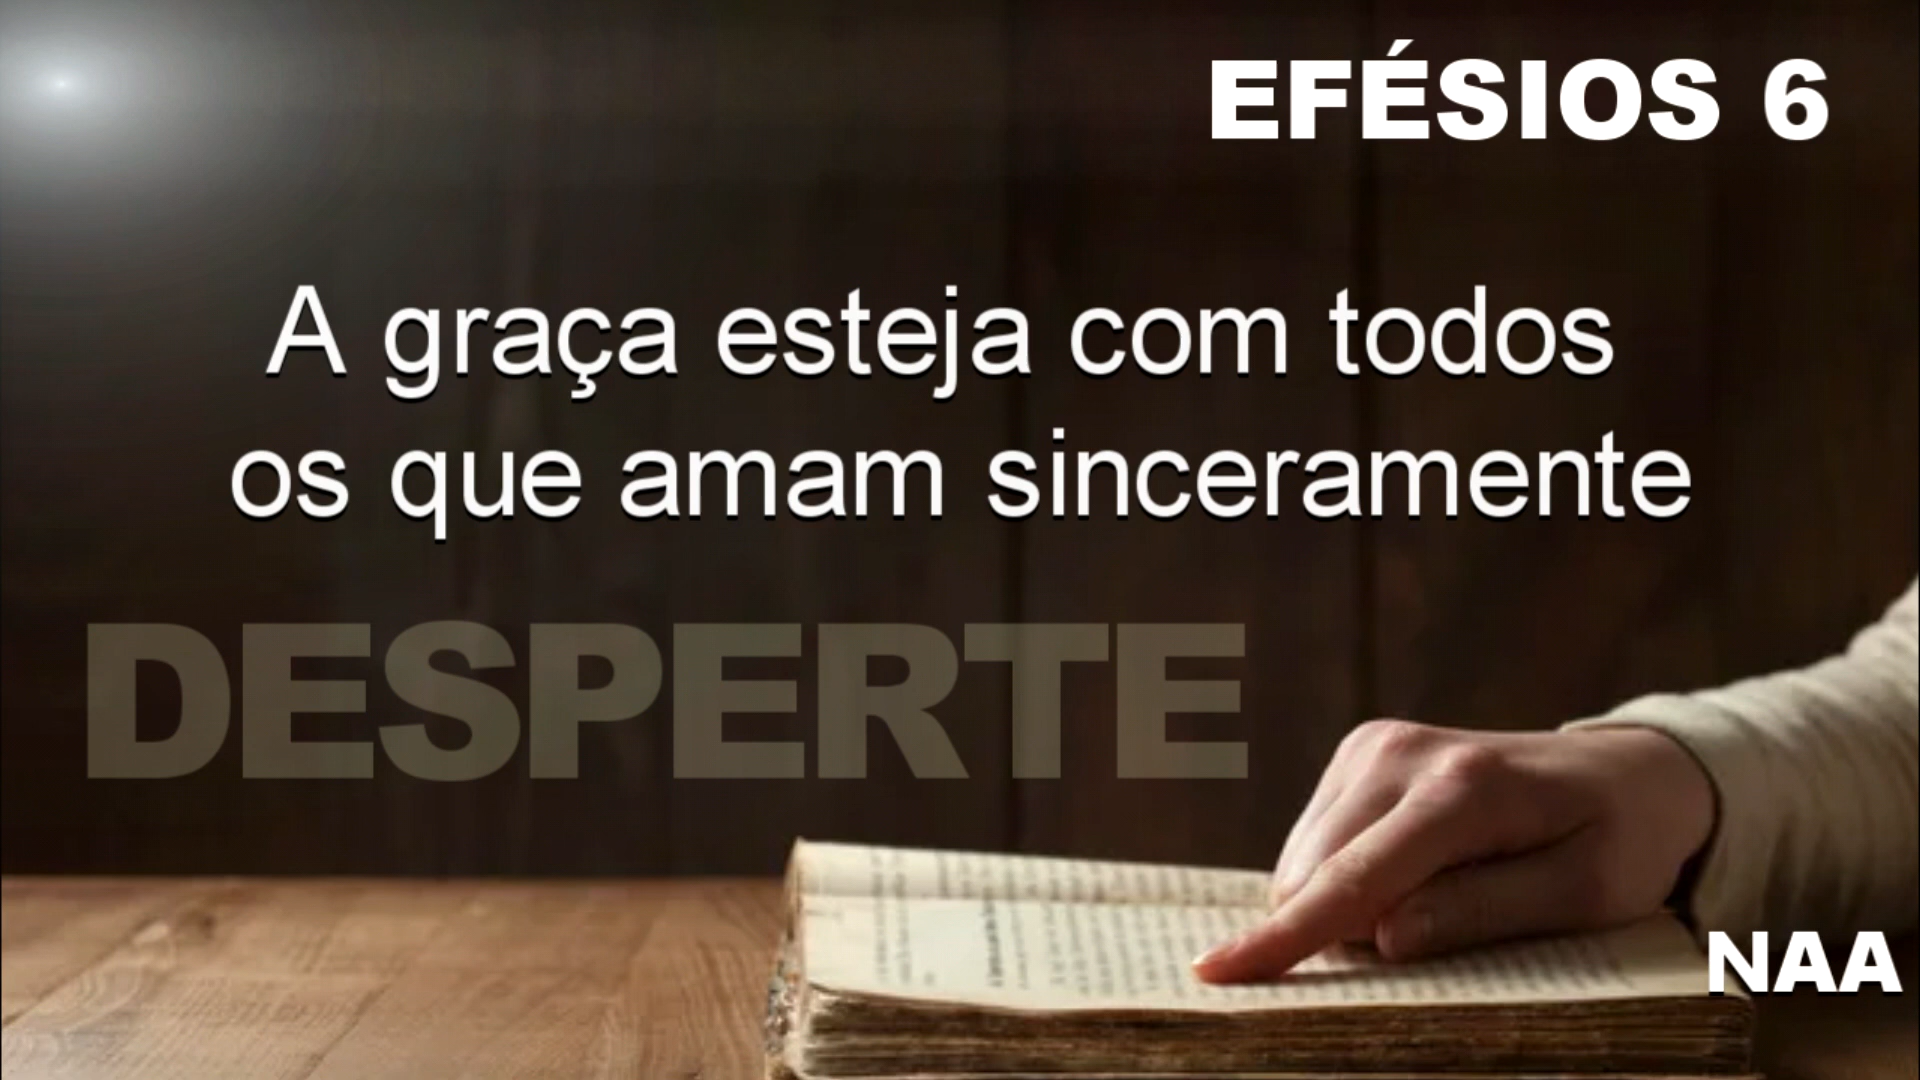 EFÉSIOS 6
A graça esteja com todos
os que amam sinceramente
DESPERTE
NAA